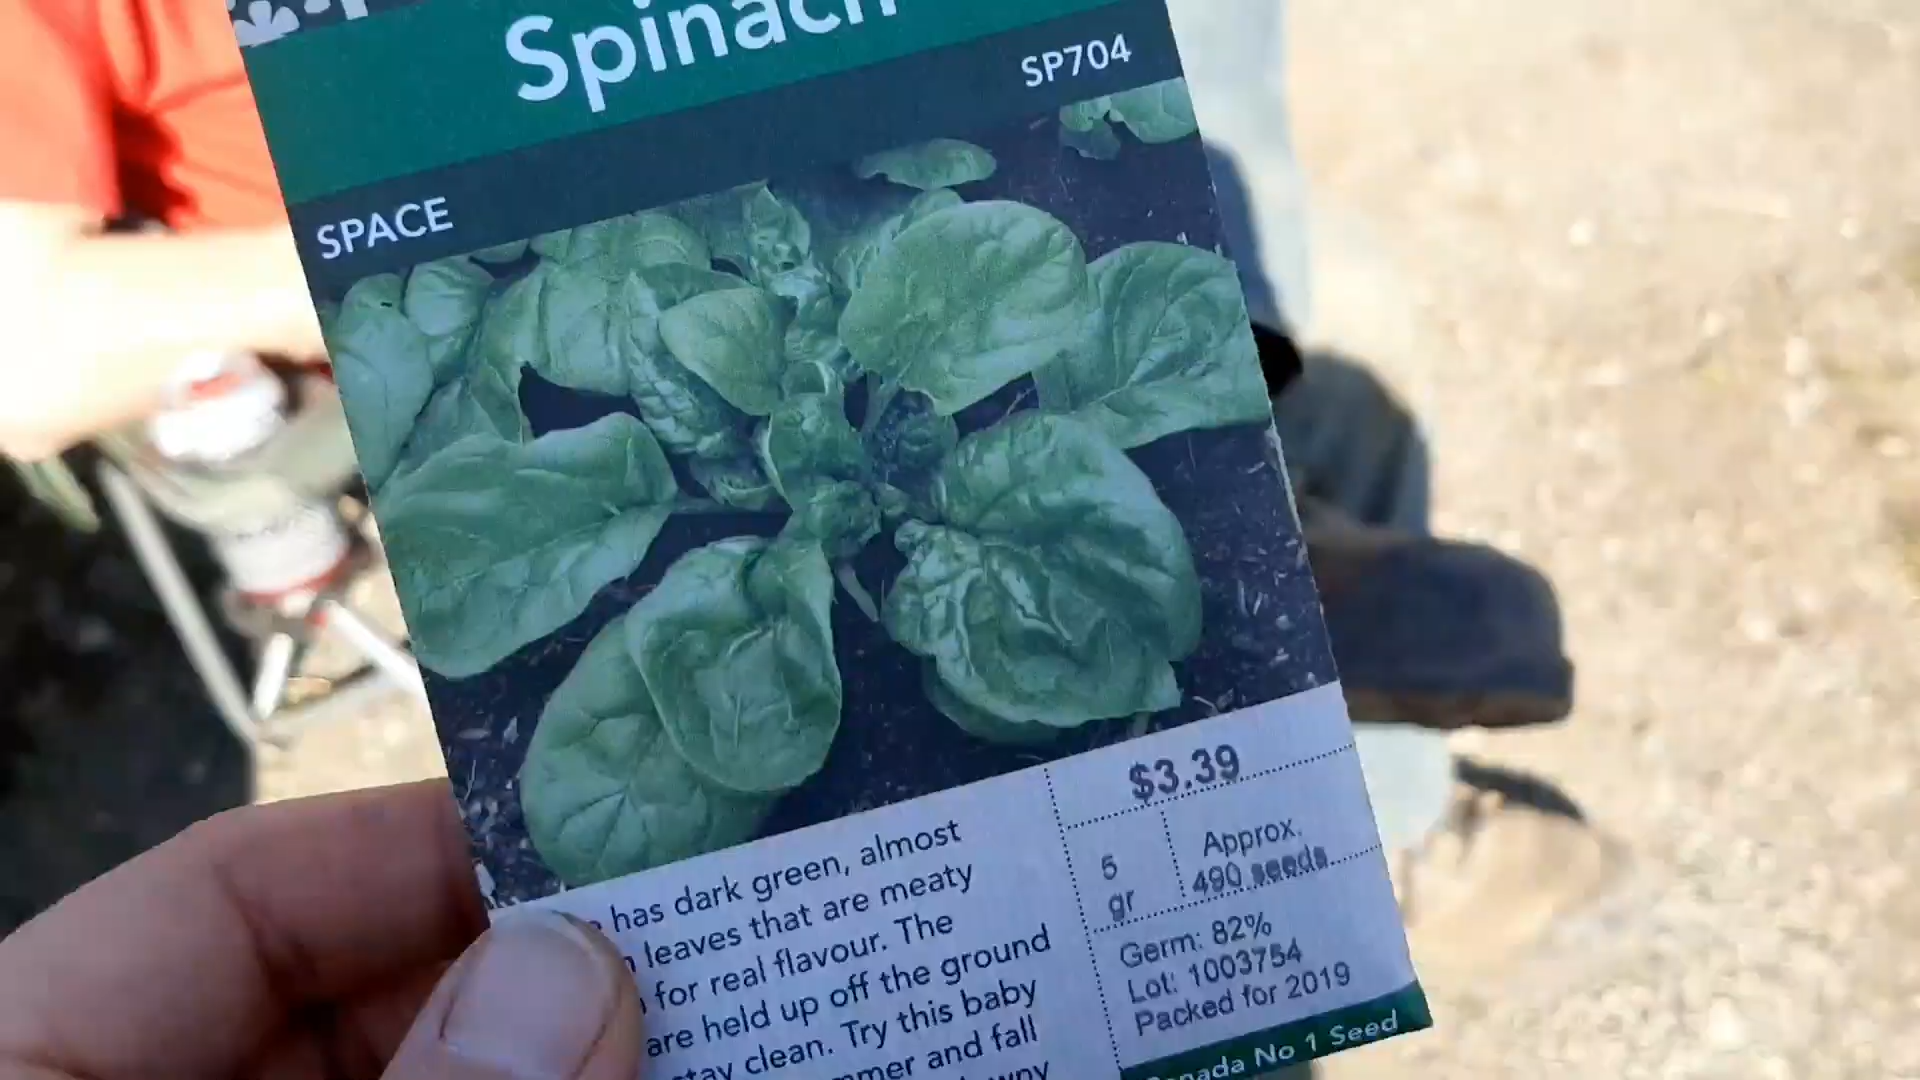 Spinach
SP704
SPACE
has dark green, almost
leaves that are meaty
for real flavour. The
are held up off the ground
stay clean. Try this baby
and fall
$3.39
5
gr
Approx.
490 seeds
Germ: 82%
Lot: 1003754
Packed for 2019
No 1 Seed